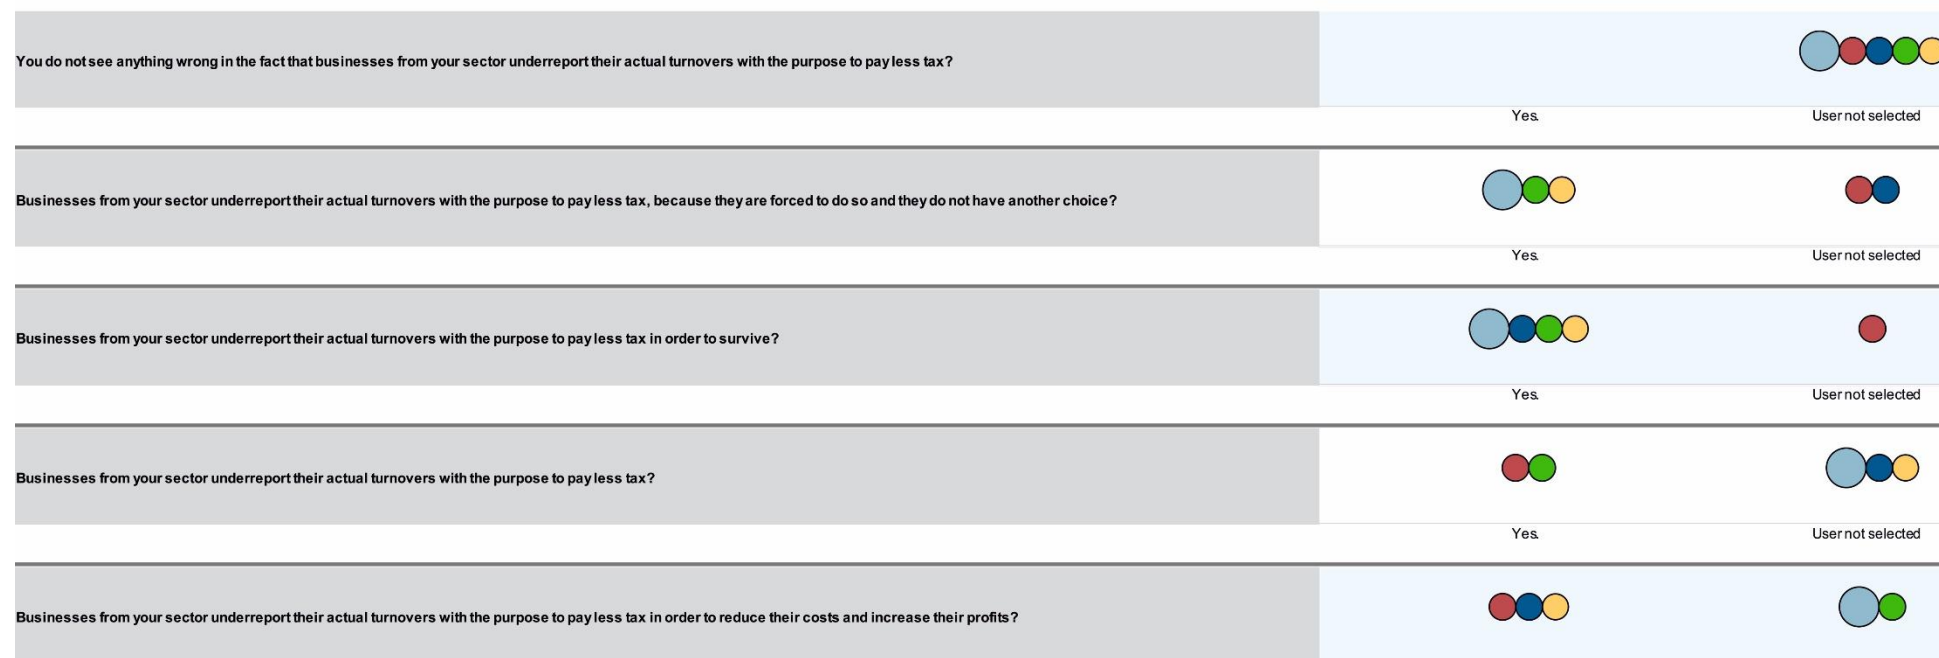 You do not see anything wrong in the fact that businesses from your sector underreport their actual turnovers with the purpose to pay less tax?
Yes. User not selected
Businesses from your sector underreport their actual turnovers with the purpose to pay less tax, because they are forced to do so and they do not have another choice?
Yes. User not selected
Businesses from your sector underreport their actual turnovers with the purpose to pay less tax in order to survive?
Yes. User not selected
Businesses from your sector underreport their actual turnovers with the purpose to pay less tax?
Yes. User not selected
Businesses from your sector underreport their actual turnovers with the purpose to pay less tax in order to reduce their costs and increase their profits?